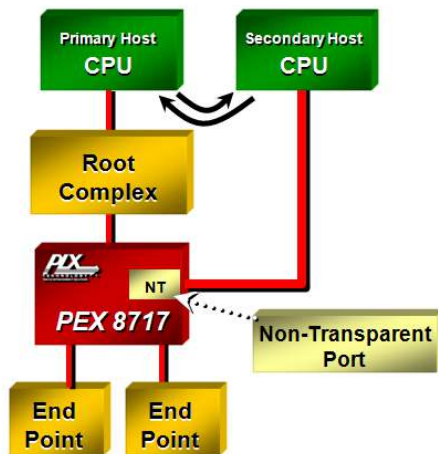 Primary Host
CPU
Secondary Host
CPU
Root
Complex
PLX
TECHNOLOGY
NT
PEX 8717
Non-Transparent
Port
End
Point
End
Point